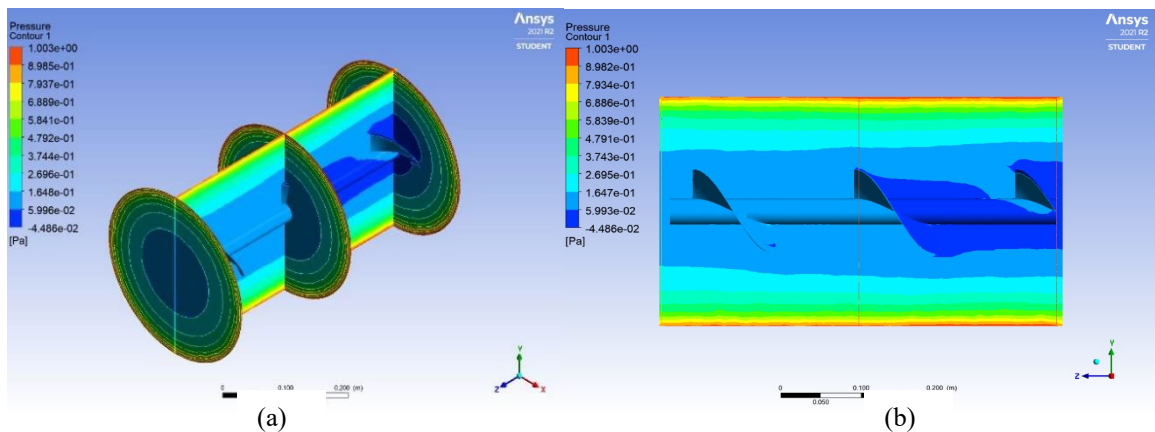 Pressure
Contour 1
1.003e+00
8.982e-01
7.937e-01
6.889e-01
5.841e-01
4.792e-01
3.744e-01
2.696e-01
1.648e-01
5.996e-02
-4.486e-02
[Pa]
Ansys
2021 R2
STUDENT
0 0.100 0.200 (m)
Y
Z X
(a)
Pressure
Contour 1
1.003e+00
8.982e-01
7.934e-01
6.886e-01
5.839e-01
4.791e-01
3.743e-01
2.695e-01
1.647e-01
5.993e-02
-4.486e-02
[Pa]
Ansys
2021 R2
STUDENT
0 0.100 0.200 (m)
0.050
Y
Z
(b)